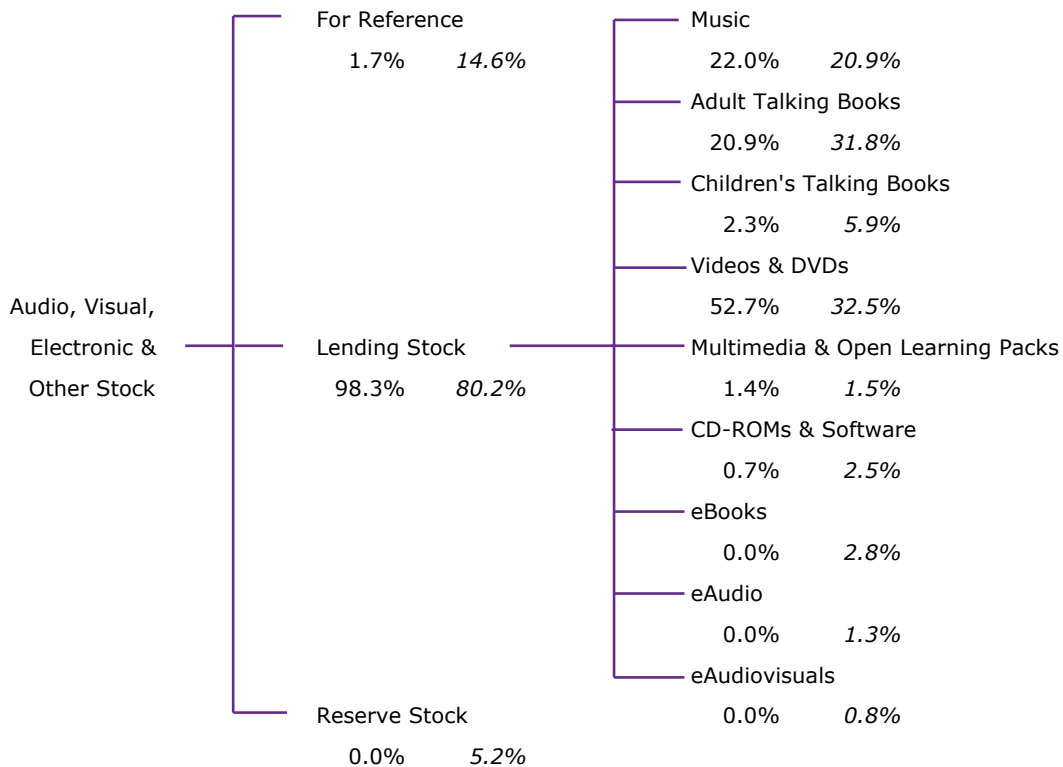 For Reference
1.7% 14.6%
Audio, Visual,
Electronic &
Other Stock
Lending Stock
98.3% 80.2%
Reserve Stock
0.0% 5.2%
Music
22.0% 20.9%
Adult Talking Books
20.9% 31.8%
Children's Talking Books
2.3% 5.9%
Videos & DVDs
52.7% 32.5%
Multimedia & Open Learning Packs
1.4% 1.5%
CD-ROMs & Software
0.7% 2.5%
eBooks
0.0% 2.8%
eAudio
0.0% 1.3%
eAudiovisuals
0.0% 0.8%